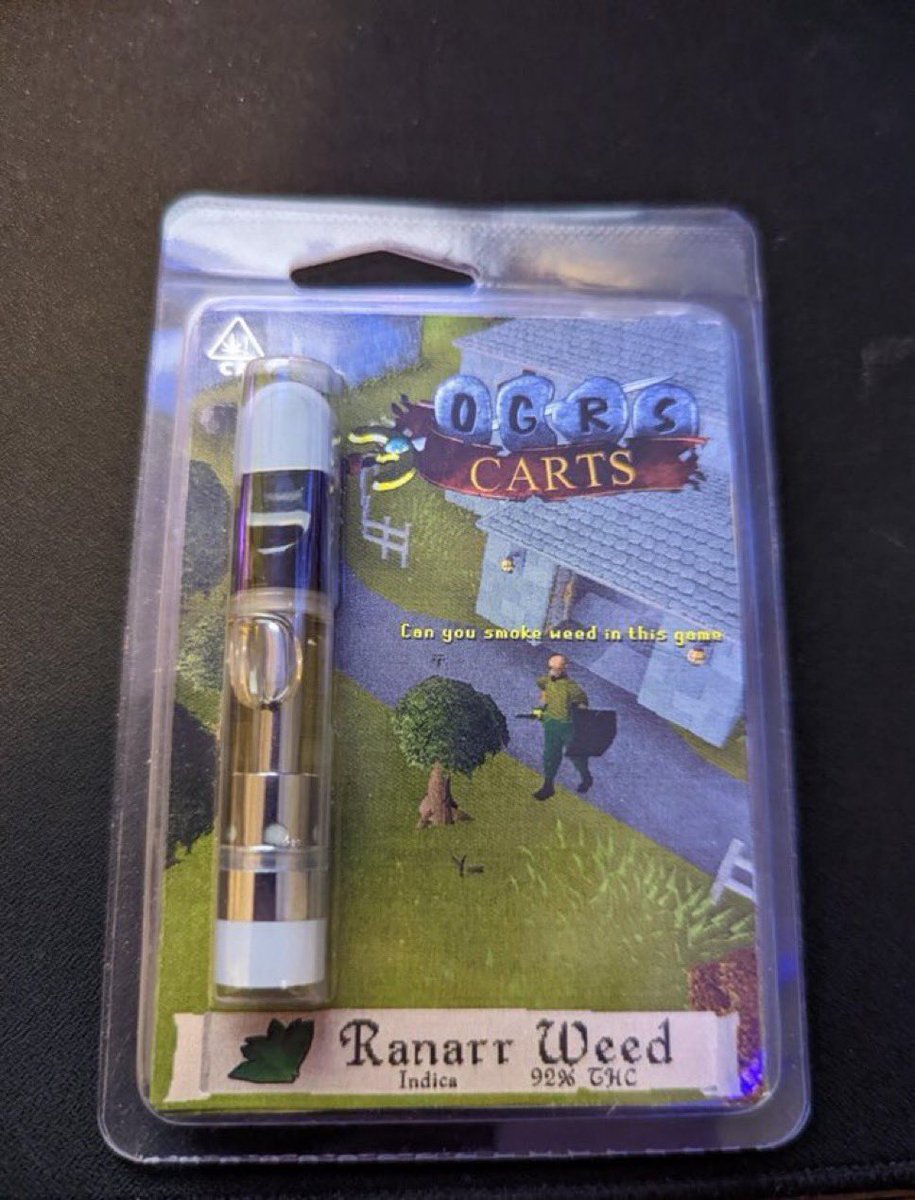 OGRS
CARTS
Can you smoke weed in this game
Ranarr Weed
Indica 92% THC